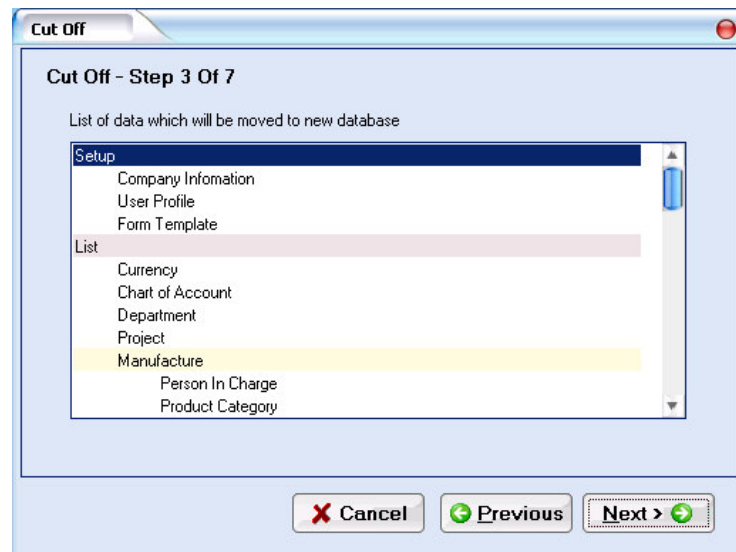 Cut Off
Cut Off - Step 3 Of 7
List of data which will be moved to new database
Setup
Company Infomation
User Profile
Form Template
List
Currency
Chart of Account
Department
Project
Manufacture
Person In Charge
Product Category
Cancel
Previous
Next >